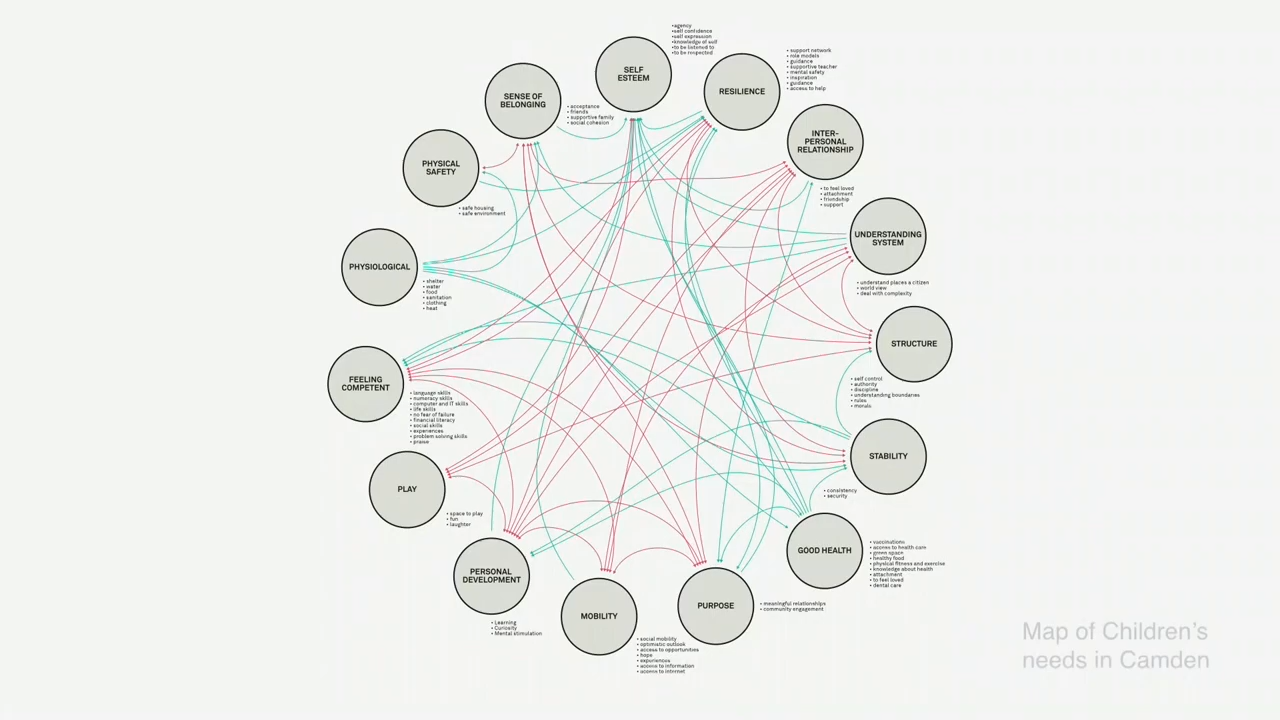 SELF
ESTEEM
•agency
•self confidence
•self expression
•knowledge of self
•to be listened to
•to be respected
RESILIENCE
• support network
• role models
• guidance
• supportive teacher
• mental safety
• inspiration
• guidance
• access to help
INTER-
PERSONAL
RELATIONSHIP
• to feel loved
• attachment
• friendship
• support
UNDERSTANDING
SYSTEM
• understand places a citizen
• world view
• deal with complexity
STRUCTURE
• self control
• authority
• discipline
• understanding boundaries
• rules
• morals
STABILITY
• consistency
• security
GOOD HEALTH
• vaccinations
• access to health care
• green space
• healthy food
• physical fitness and exercise
• knowledge about health
• attachment
• to feel loved
• dental care
PURPOSE
• meaningful relationships
• community engagement
MOBILITY
• social mobility
• optimistic outlook
• access to opportunities
• hope
• experiences
• access to information
• access to internet
PERSONAL
DEVELOPMENT
• Learning
• Curiosity
• Mental stimulation
PLAY
• space to play
• fun
• laughter
FEELING
COMPETENT
• language skills
• numeracy skills
• computer and IT skills
• life skills
• no fear of failure
• financial literacy
• social skills
• experiences
• problem solving skills
• praise
PHYSIOLOGICAL
• shelter
• water
• food
• sanitation
• clothing
• heat
PHYSICAL
SAFETY
• safe housing
• safe environment
SENSE OF
BELONGING
• acceptance
• friends
• supportive family
• social cohesion
Map of Children's
needs in Camden